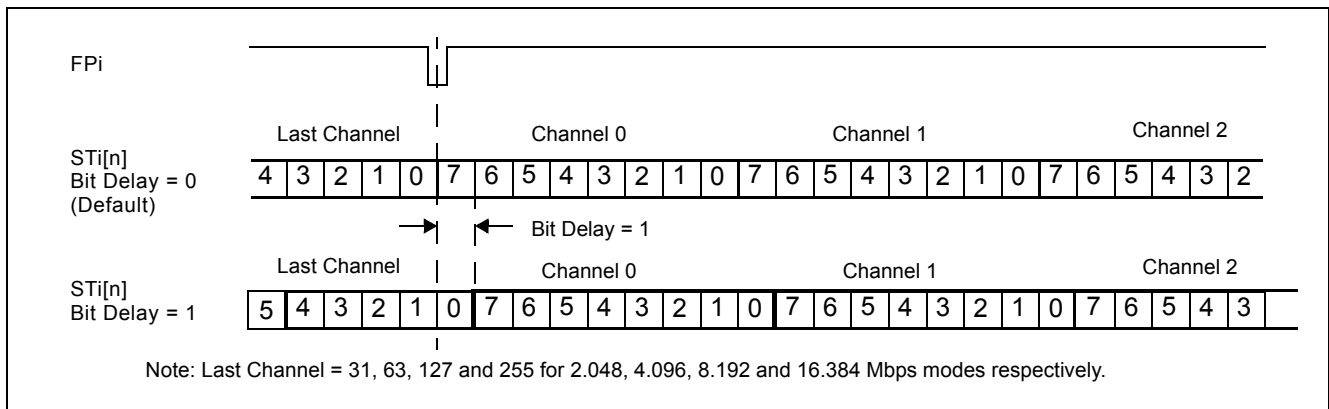 FPi
Last Channel Channel 0 Channel 1 Channel 2
STi[n]
Bit Delay = 0
(Default)
4 3 2 1 0 7 6 5 4 3 2 1 0 7 6 5 4 3 2 1 0 7 6 5 4 3 2
Bit Delay = 1
Last Channel Channel 0 Channel 1 Channel 2
STi[n]
Bit Delay = 1
5 4 3 2 1 0 7 6 5 4 3 2 1 0 7 6 5 4 3 2 1 0 7 6 5 4 3
Note: Last Channel = 31, 63, 127 and 255 for 2.048, 4.096, 8.192 and 16.384 Mbps modes respectively.